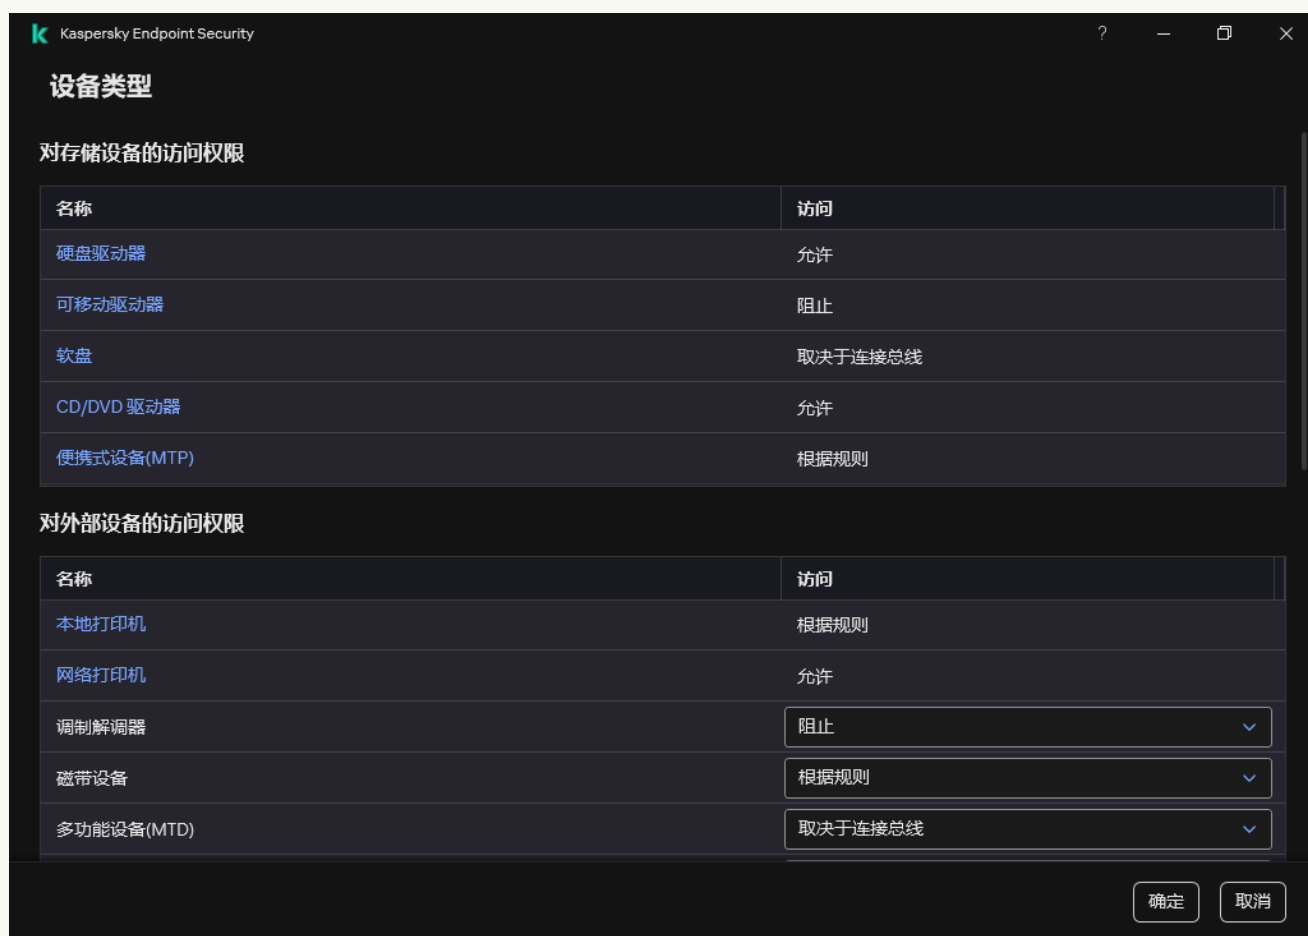 Kaspersky Endpoint Security ?
设备类型
对存储设备的访问权限
名称 访问
硬盘驱动器 允许
可移动驱动器 阻止
软盘 取决于连接总线
CD/DVD 驱动器 允许
便携式设备(MTP) 根据规则
对外部设备的访问权限
名称 访问
本地打印机 根据规则
网络打印机 允许
调制解调器 阻止
磁带设备 根据规则
多功能设备(MTD) 取决于连接总线
确定 取消